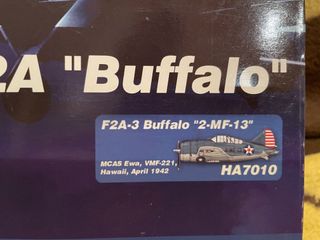 2A "Buffalo"
F2A-3 Buffalo "2-MF-13"
MCAS Ewa, VMF-221,
Hawaii, April 1942
HA7010